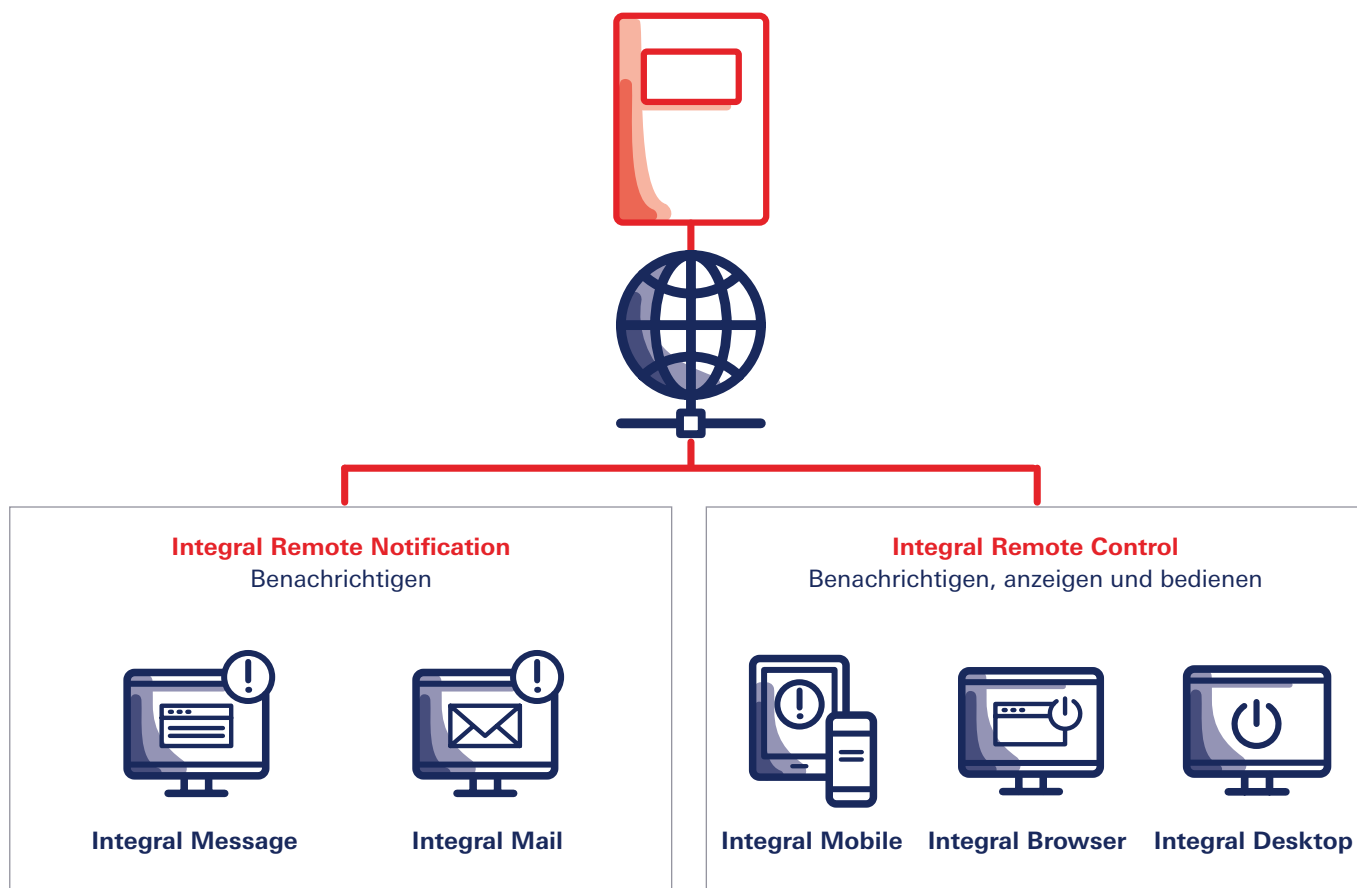 Integral Remote Notification
Benachrichtigen
Integral Message
Integral Mail
Integral Remote Control
Benachrichtigen, anzeigen und bedienen
Integral Mobile
Integral Browser
Integral Desktop